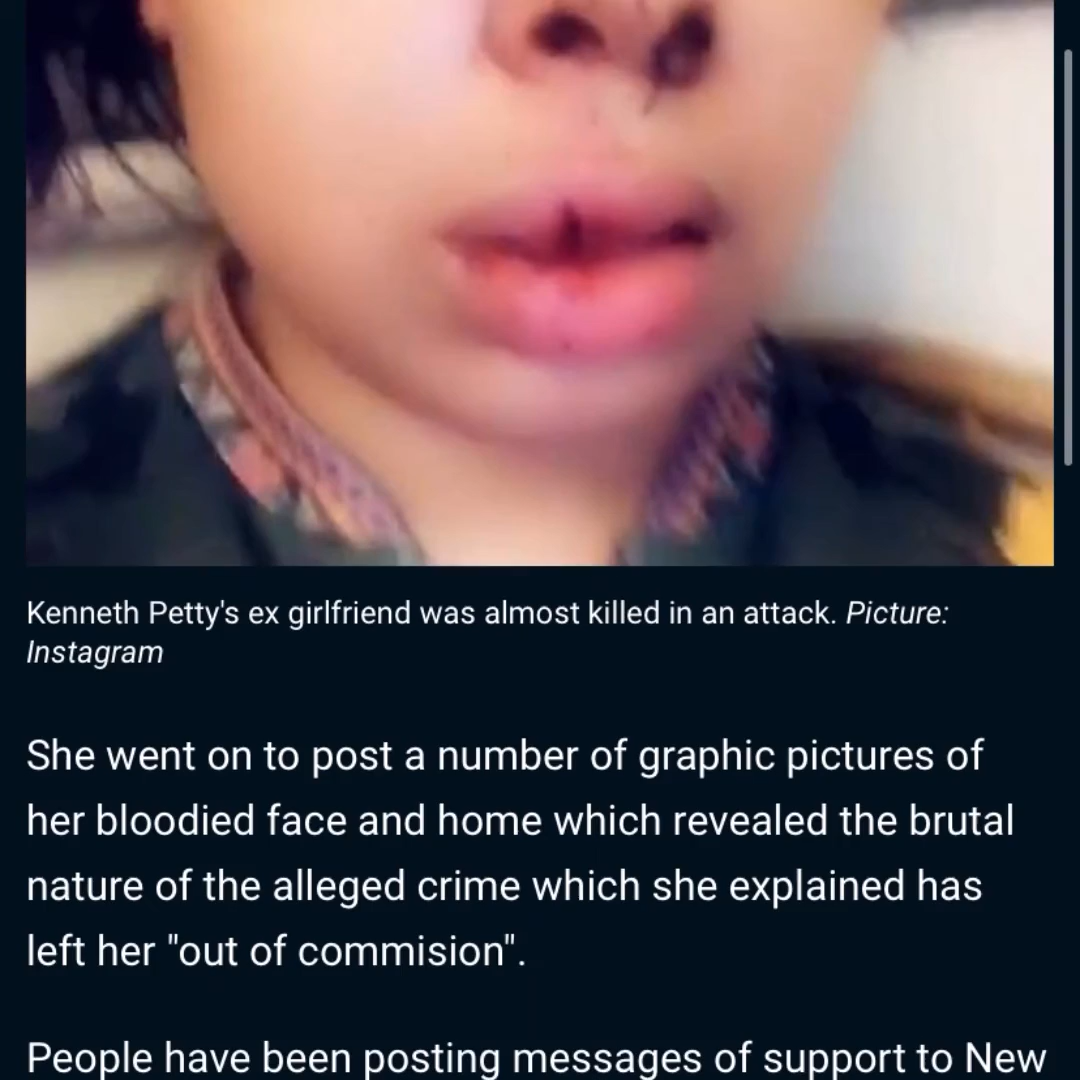 Kenneth Petty's ex girlfriend was almost killed in an attack. Picture:
Instagram
She went on to post a number of graphic pictures of
her bloodied face and home which revealed the brutal
nature of the alleged crime which she explained has
left her "out of commision".
People have been posting messages of support to New